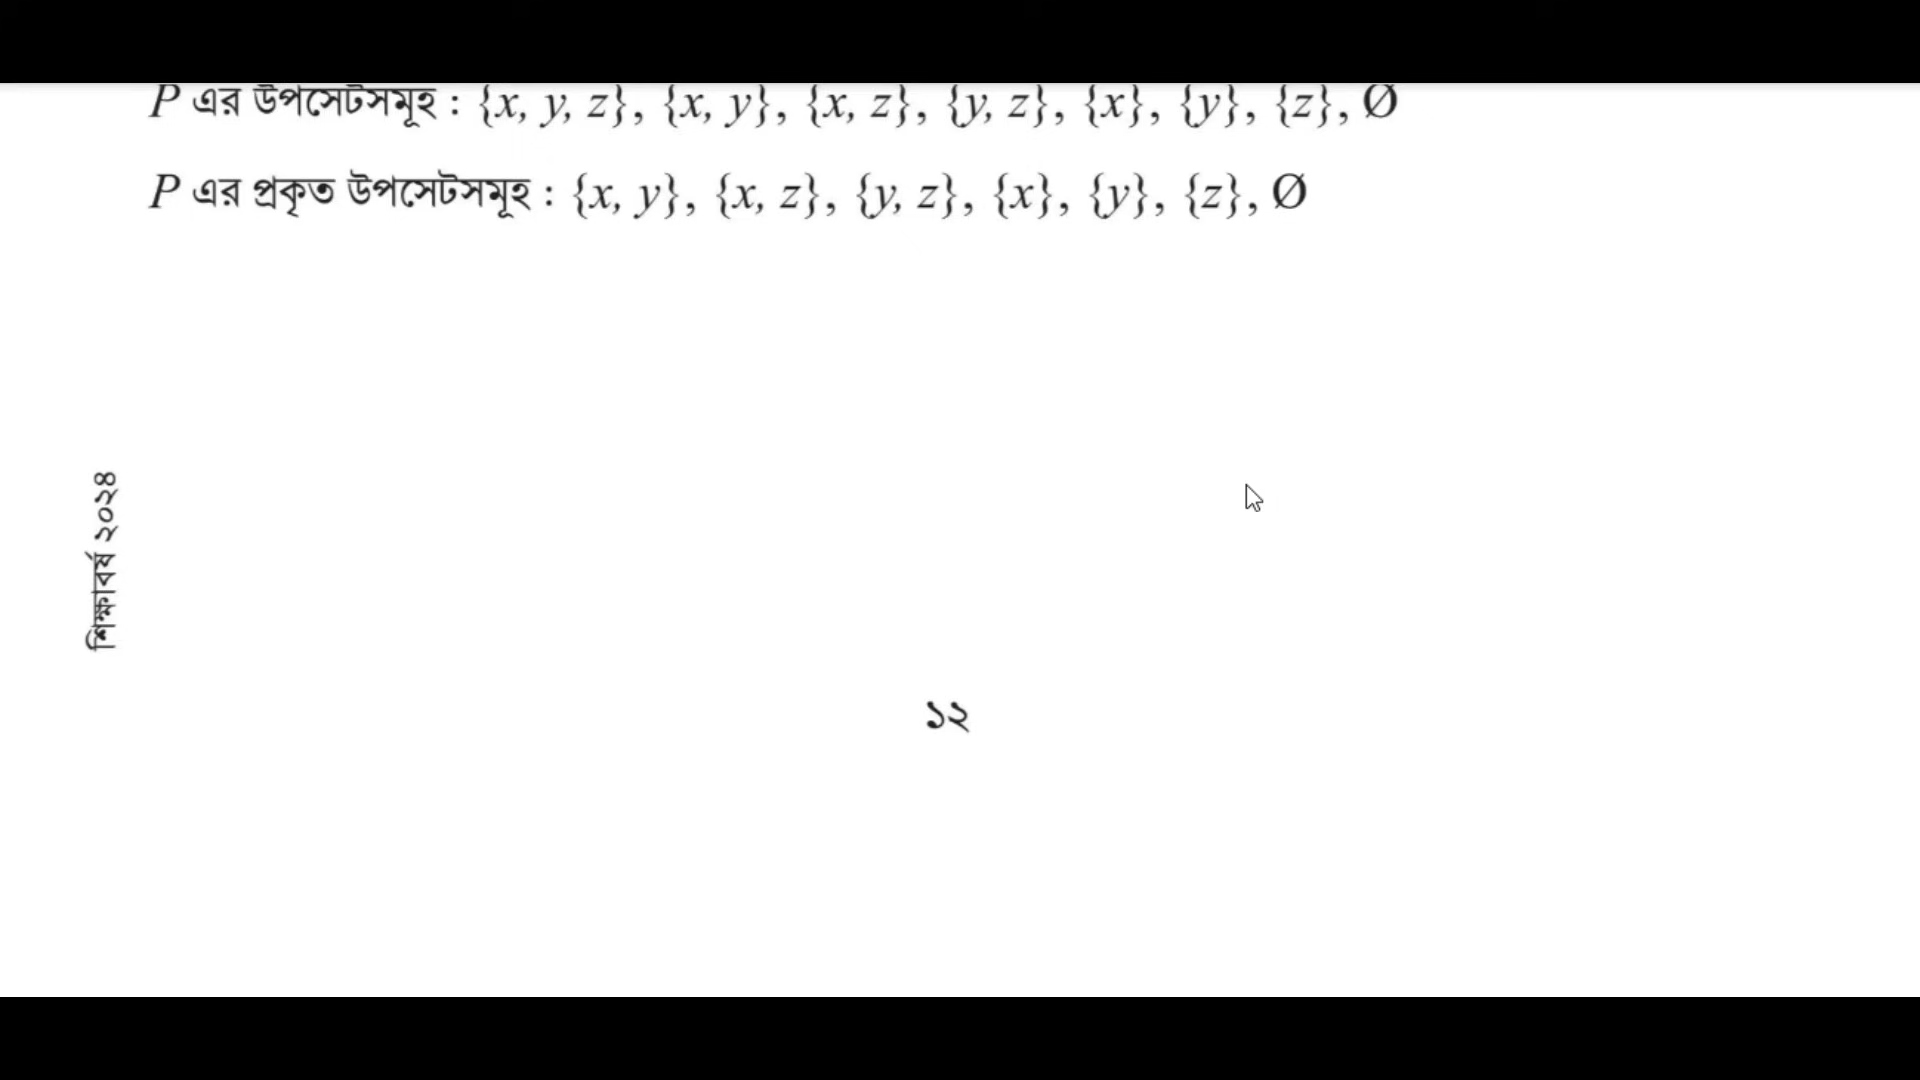 P এর উপসেটসমূহ : {x, y, z}, {x, y}, {x, z}, {y, z}, {x}, {y}, {z}, Ø
P এর প্রকৃত উপসেটসমূহ : {x, y}, {x, z}, {y, z}, {x}, {y}, {z}, Ø
শিক্ষাবর্ষ ২০২৪
১২